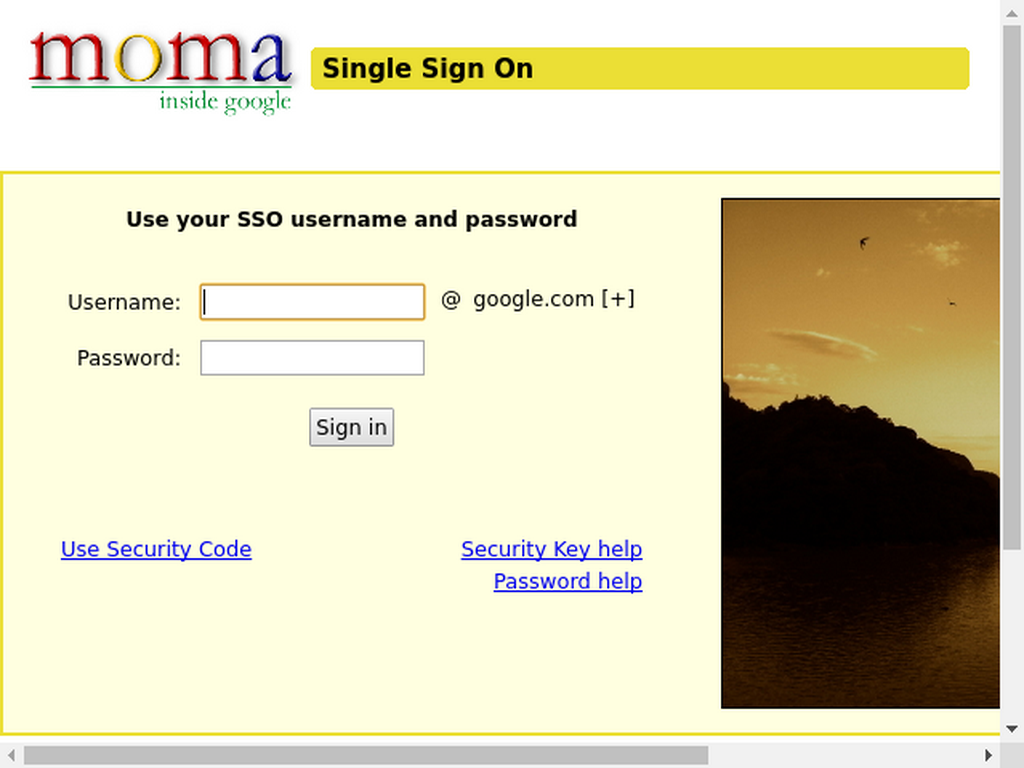 moma
inside google
Single Sign On
Use your SSO username and password
Username:
@ google.com [+]
Password:
Sign in
Use Security Code
Security Key help
Password help